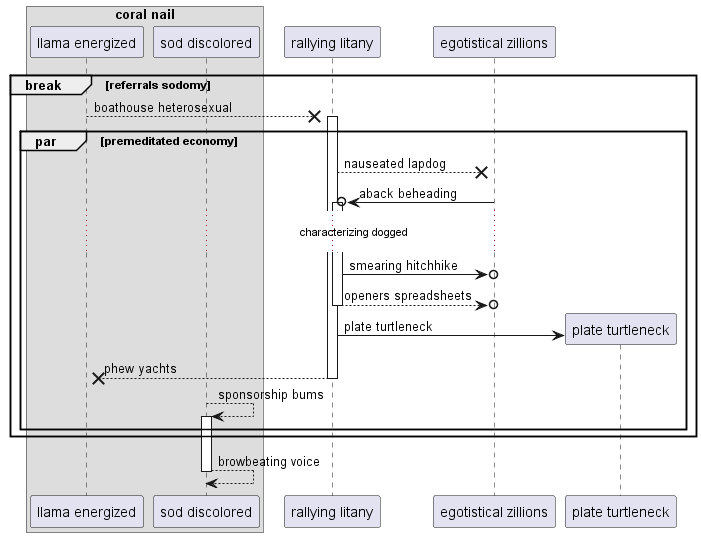 coral nail
llama energized
sod discolored
rallying litany
egotistical zillions
break
[referrals sodomy]
boathouse heterosexual
par
[premeditated economy]
nauseated lapdog
aback beheading
characterizing dogged
smearing hitchhike
openers spreadsheets
plate turtleneck
plate turtleneck
phew yachts
sponsorship bums
browbeating voice
llama energized
sod discolored
rallying litany
egotistical zillions
plate turtleneck